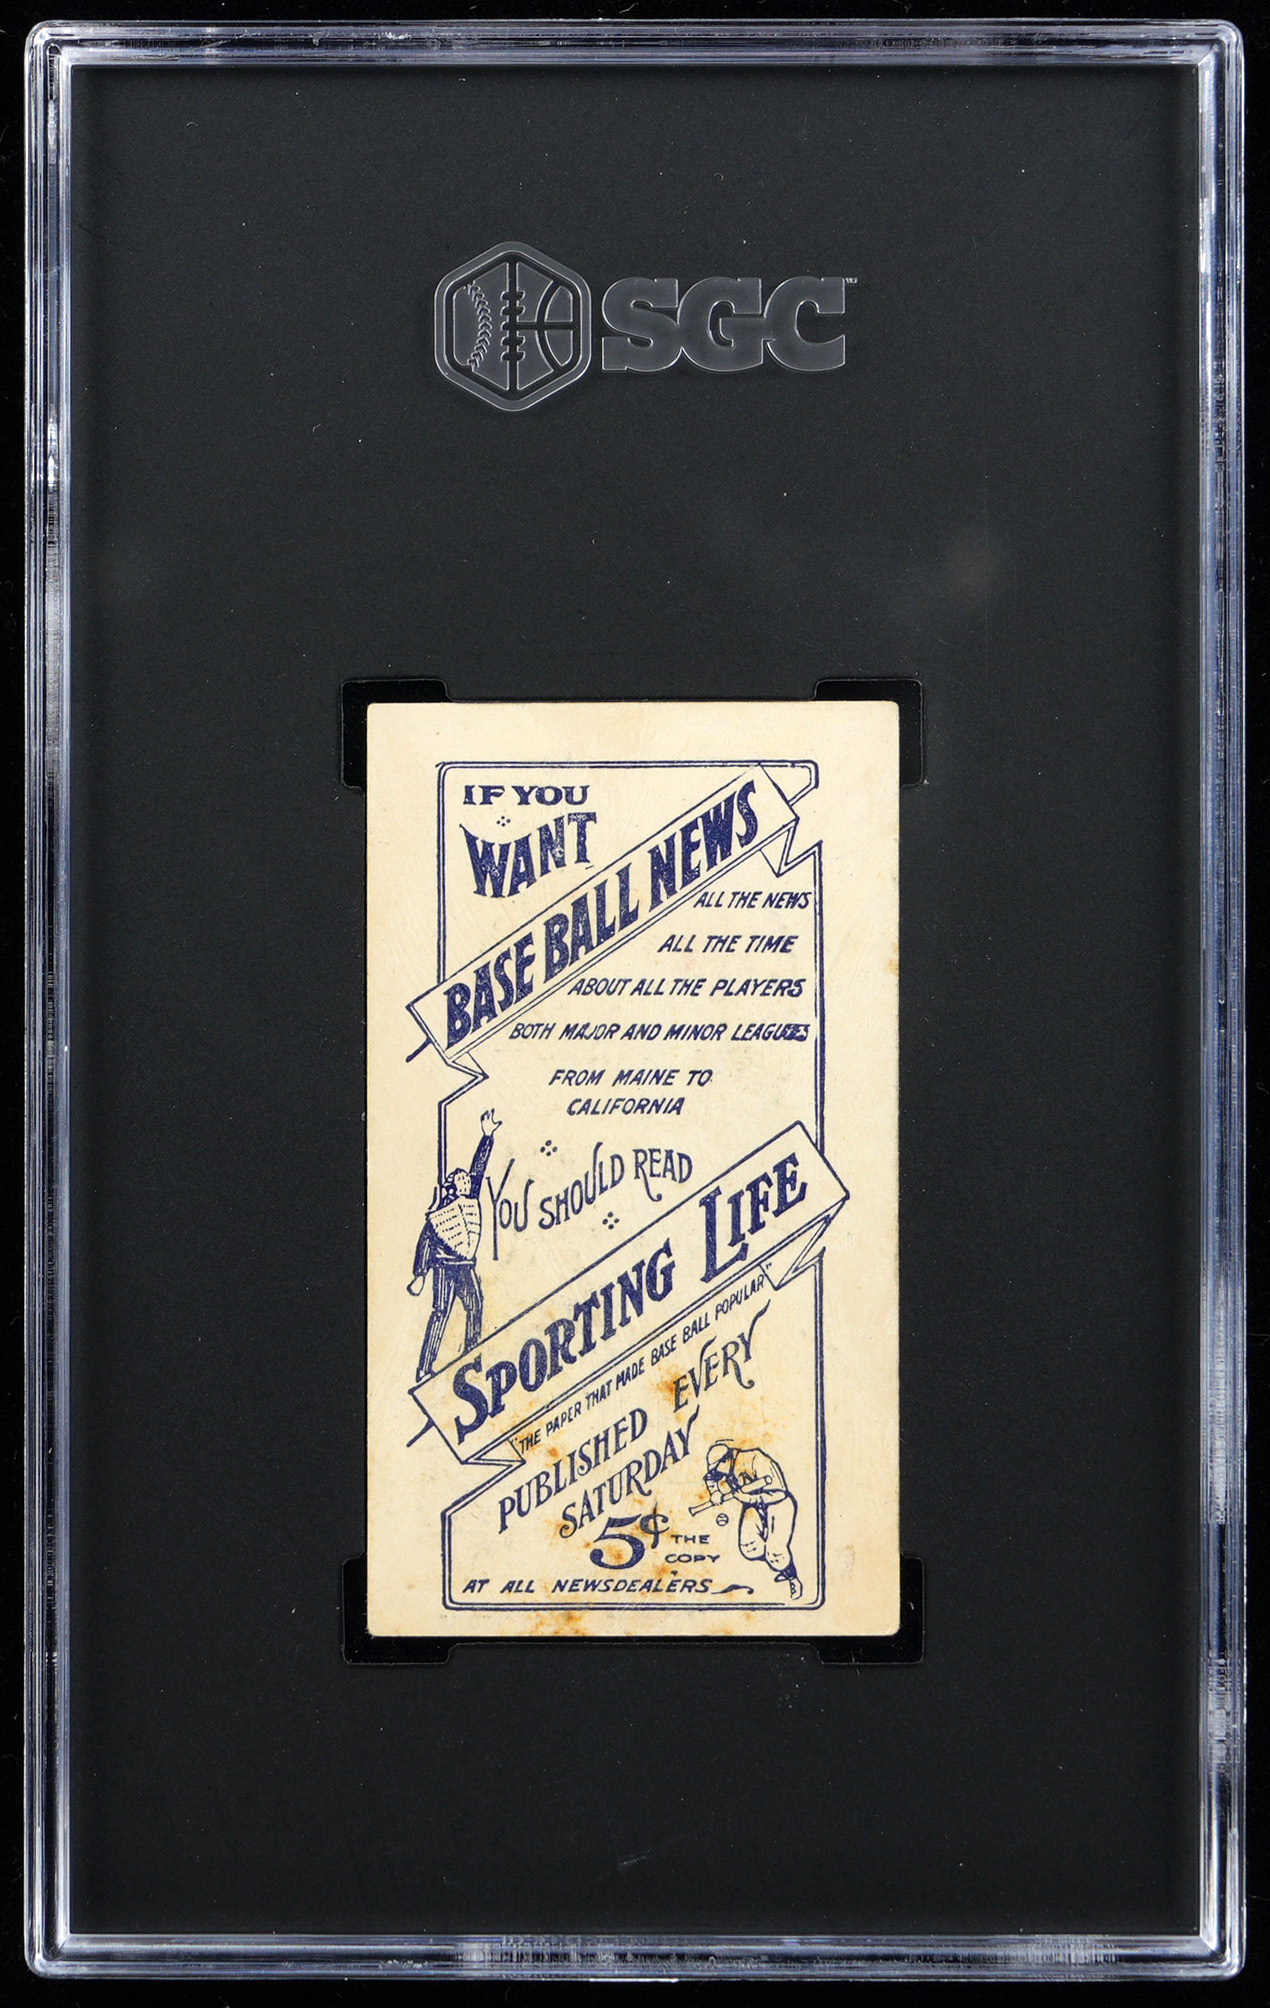 SGC™
IF YOU
WANT
BASE BALL NEWS
ALL THE NEWS
ALL THE TIME
ABOUT ALL THE PLAYERS
BOTH MAJOR AND MINOR LEAGUES
FROM MAINE TO
CALIFORNIA
YOU SHOULD READ
SPORTING LIFE
"THE PAPER THAT MADE BASE BALL POPULAR"
PUBLISHED EVERY
SATURDAY
5¢ THE
COPY
AT ALL NEWSDEALERS